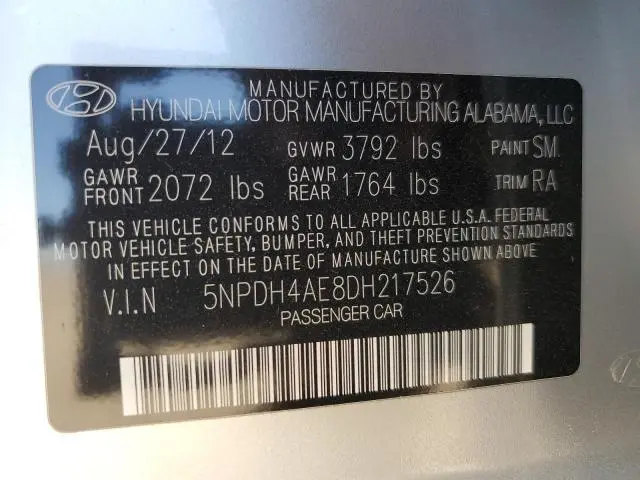 MANUFACTURED BY
HYUNDAI MOTOR MANUFACTURING ALABAMA, LLC
Aug/27/12 GVWR 3792 lbs PAINT SM
GAWR FRONT 2072 lbs GAWR REAR 1764 lbs TRIM RA
THIS VEHICLE CONFORMS TO ALL APPLICABLE U.S.A. FEDERAL
MOTOR VEHICLE SAFETY, BUMPER, AND THEFT PREVENTION STANDARDS
IN EFFECT ON THE DATE OF MANUFACTURE SHOWN ABOVE
V.I.N 5NPDH4AE8DH217526
PASSENGER CAR